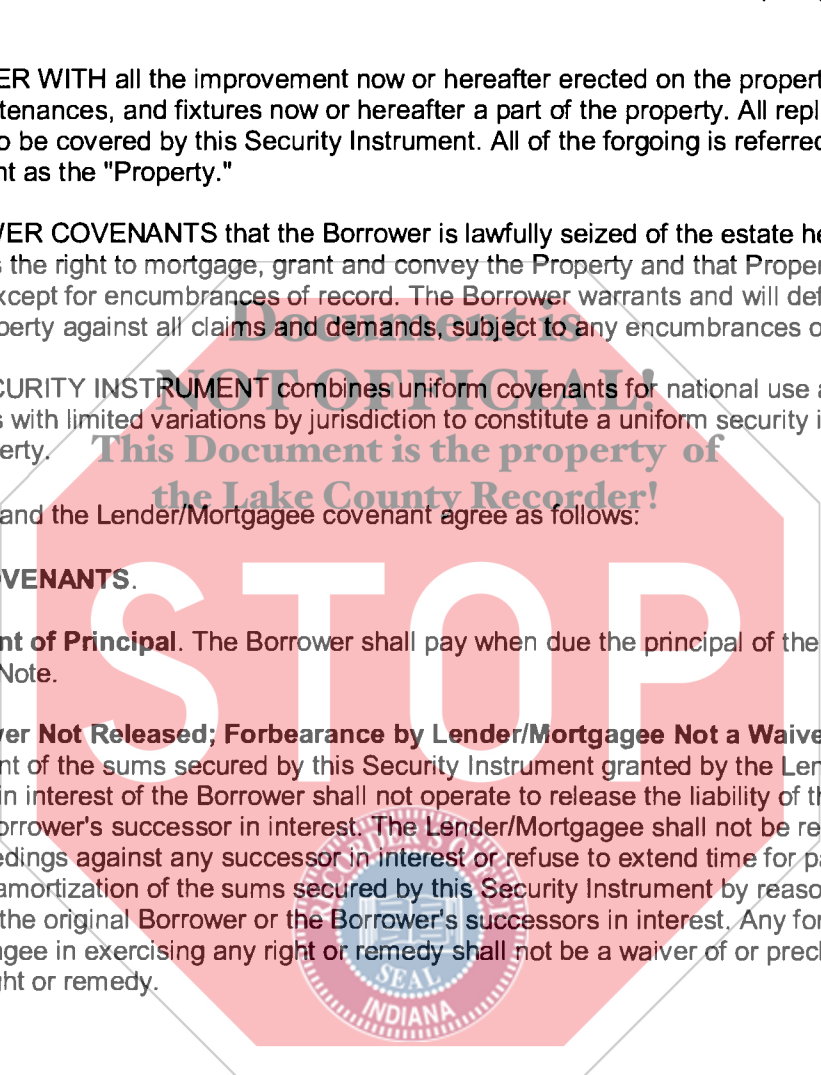 ER WITH all the improvement now or hereafter erected on the propert
tenances, and fixtures now or hereafter a part of the property. All repl
o be covered by this Security Instrument. All of the forgoing is referred
nt as the "Property."
WER COVENANTS that the Borrower is lawfully seized of the estate he
s the right to mortgage, grant and convey the Property and that Proper
xcept for encumbrances of record. The Borrower warrants and will def
perty against all claims and demands, subject to any encumbrances o
Document is
CURITY INSTRUMENT combines uniform covenants for national use a
NOT OFFICIAL!
s with limited variations by jurisdiction to constitute a uniform security i
erty.
This Document is the property of
the Lake County Recorder!
and the Lender/Mortgagee covenant agree as follows:
OVENANTS.
STOP
nt of Principal. The Borrower shall pay when due the principal of the
Note.
ver Not Released; Forbearance by Lender/Mortgagee Not a Waive
nt of the sums secured by this Security Instrument granted by the Len
in interest of the Borrower shall not operate to release the liability of th
orrower's successor in interest. The Lender/Mortgagee shall not be re
edings against any successor in interest or refuse to extend time for pa
amortization of the sums secured by this Security Instrument by reaso
the original Borrower or the Borrower's successors in interest. Any for
agee in exercising any right or remedy shall not be a waiver of or precl
ght or remedy.
SEAL
INDIANA